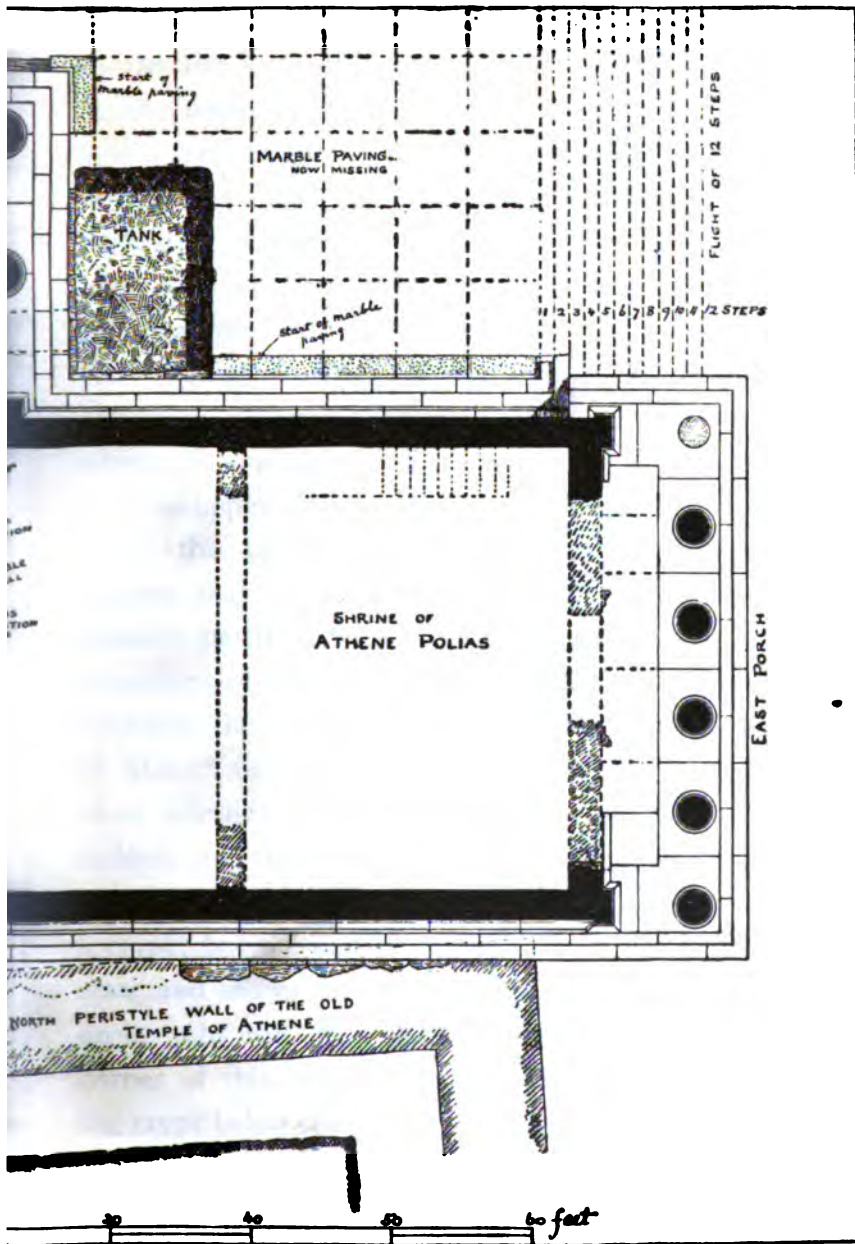 start of
marble paving
MARBLE PAVING
NOW MISSING
FLIGHT OF 12 STEPS
TANK
start of marble
paving
1 2 3 4 5 6 7 8 9 10 11 12 STEPS
SHRINE OF
ATHENE POLIAS
EAST PORCH
NORTH PERISTYLE WALL OF THE OLD
TEMPLE OF ATHENE
30 40 50 60 feet